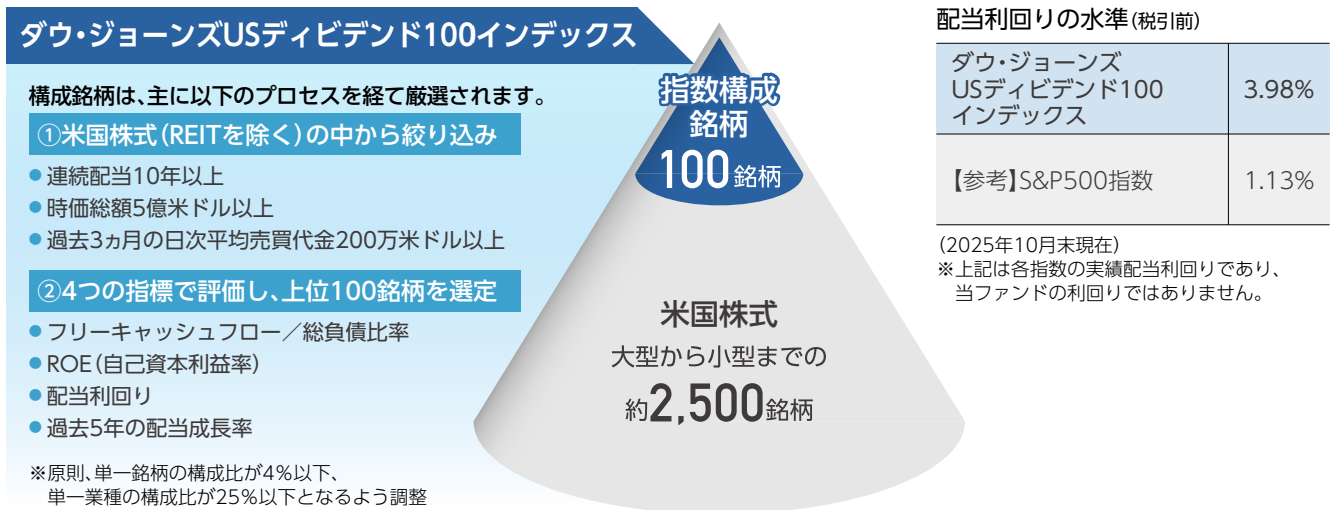 ダウ・ジョーンズUSディビデンド100インデックス
構成銘柄は、主に以下のプロセスを経て厳選されます。
①米国株式(REITを除く)の中から絞り込み
●連続配当10年以上
●時価総額5億米ドル以上
●過去3ヵ月の日次平均売買代金200万米ドル以上
②4つの指標で評価し、上位100銘柄を選定
●フリーキャッシュフロー／総負債比率
●ROE(自己資本利益率)
●配当利回り
●過去5年の配当成長率
※原則、単一銘柄の構成比が4%以下、
単一業種の構成比が25%以下となるよう調整
指数構成
銘柄
100銘柄
米国株式
大型から小型までの
約2,500銘柄
配当利回りの水準(税引前)
ダウ・ジョーンズ
USディビデンド100
インデックス
3.98%
【参考】S&P500指数
1.13%
(2025年10月末現在)
※上記は各指数の実績配当利回りであり、
当ファンドの利回りではありません。